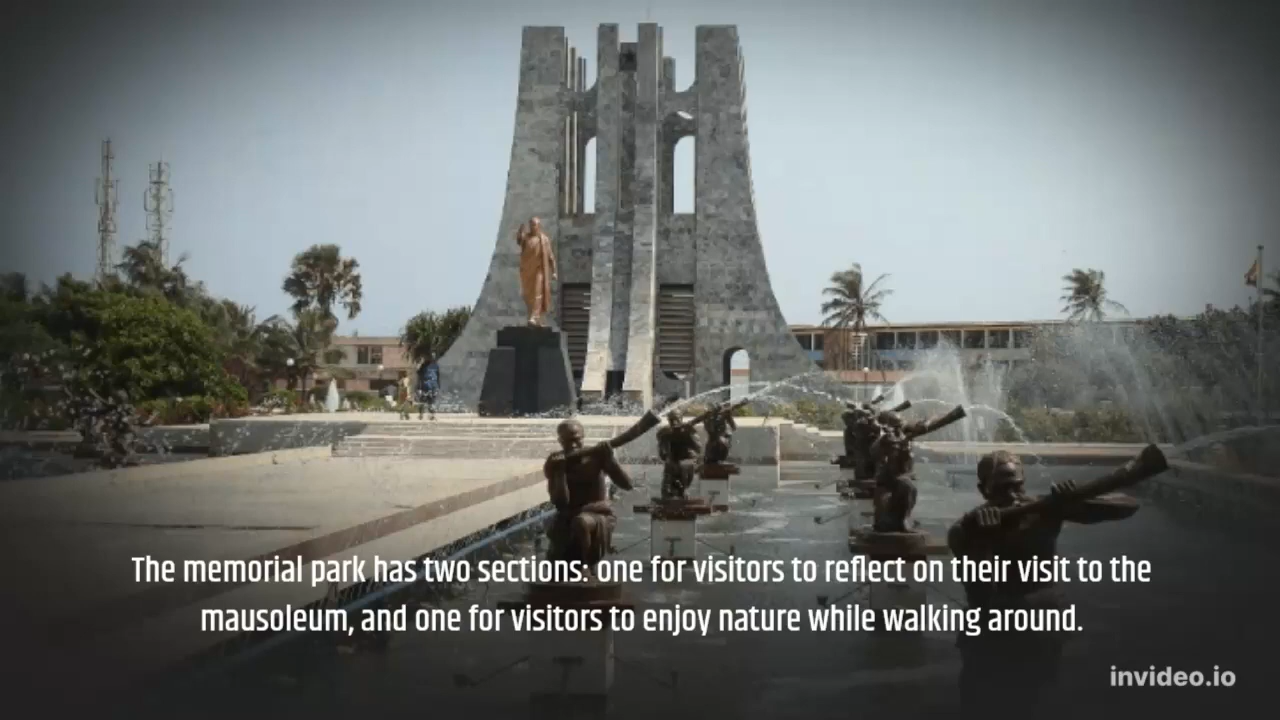 The memorial park has two sections: one for visitors to reflect on their visit to the
mausoleum, and one for visitors to enjoy nature while walking around.
invideo.io